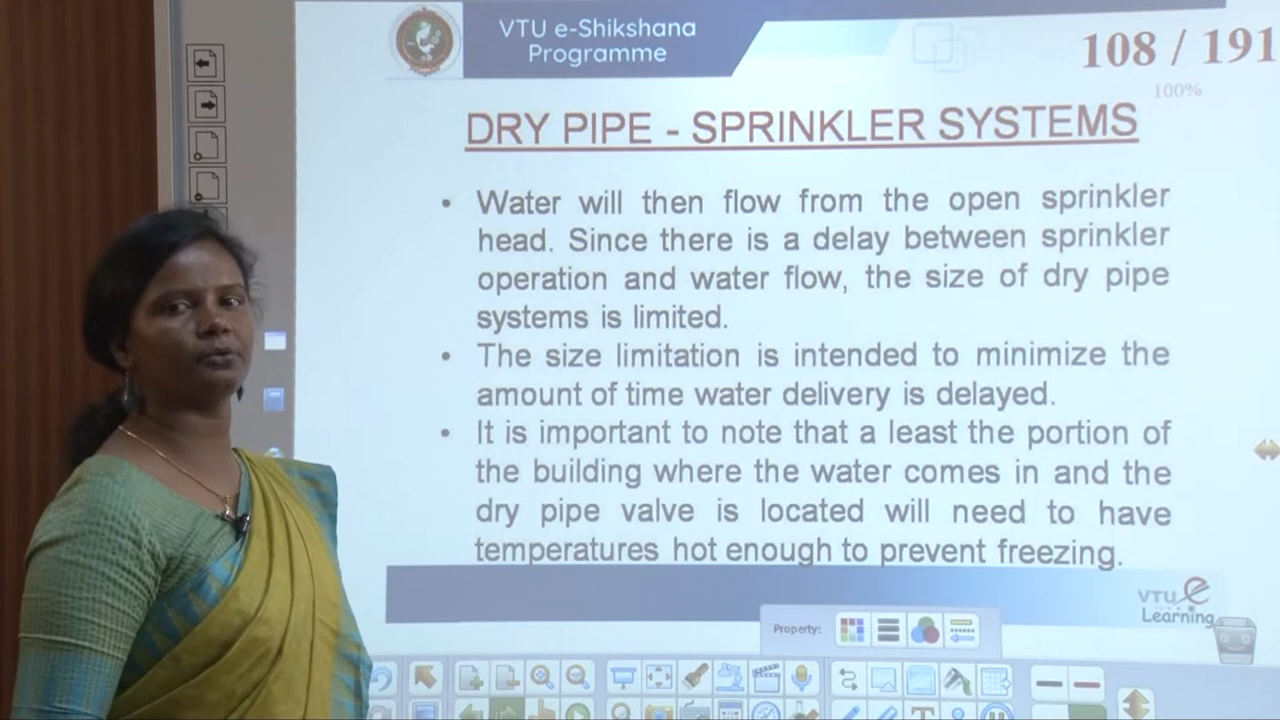 VTU e-Shikshana
Programme
108 / 191
100%
DRY PIPE - SPRINKLER SYSTEMS
• Water will then flow from the open sprinkler
head. Since there is a delay between sprinkler
operation and water flow, the size of dry pipe
systems is limited.
• The size limitation is intended to minimize the
amount of time water delivery is delayed.
• It is important to note that a least the portion of
the building where the water comes in and the
dry pipe valve is located will need to have
temperatures hot enough to prevent freezing.
VTU e
Learning
Property: